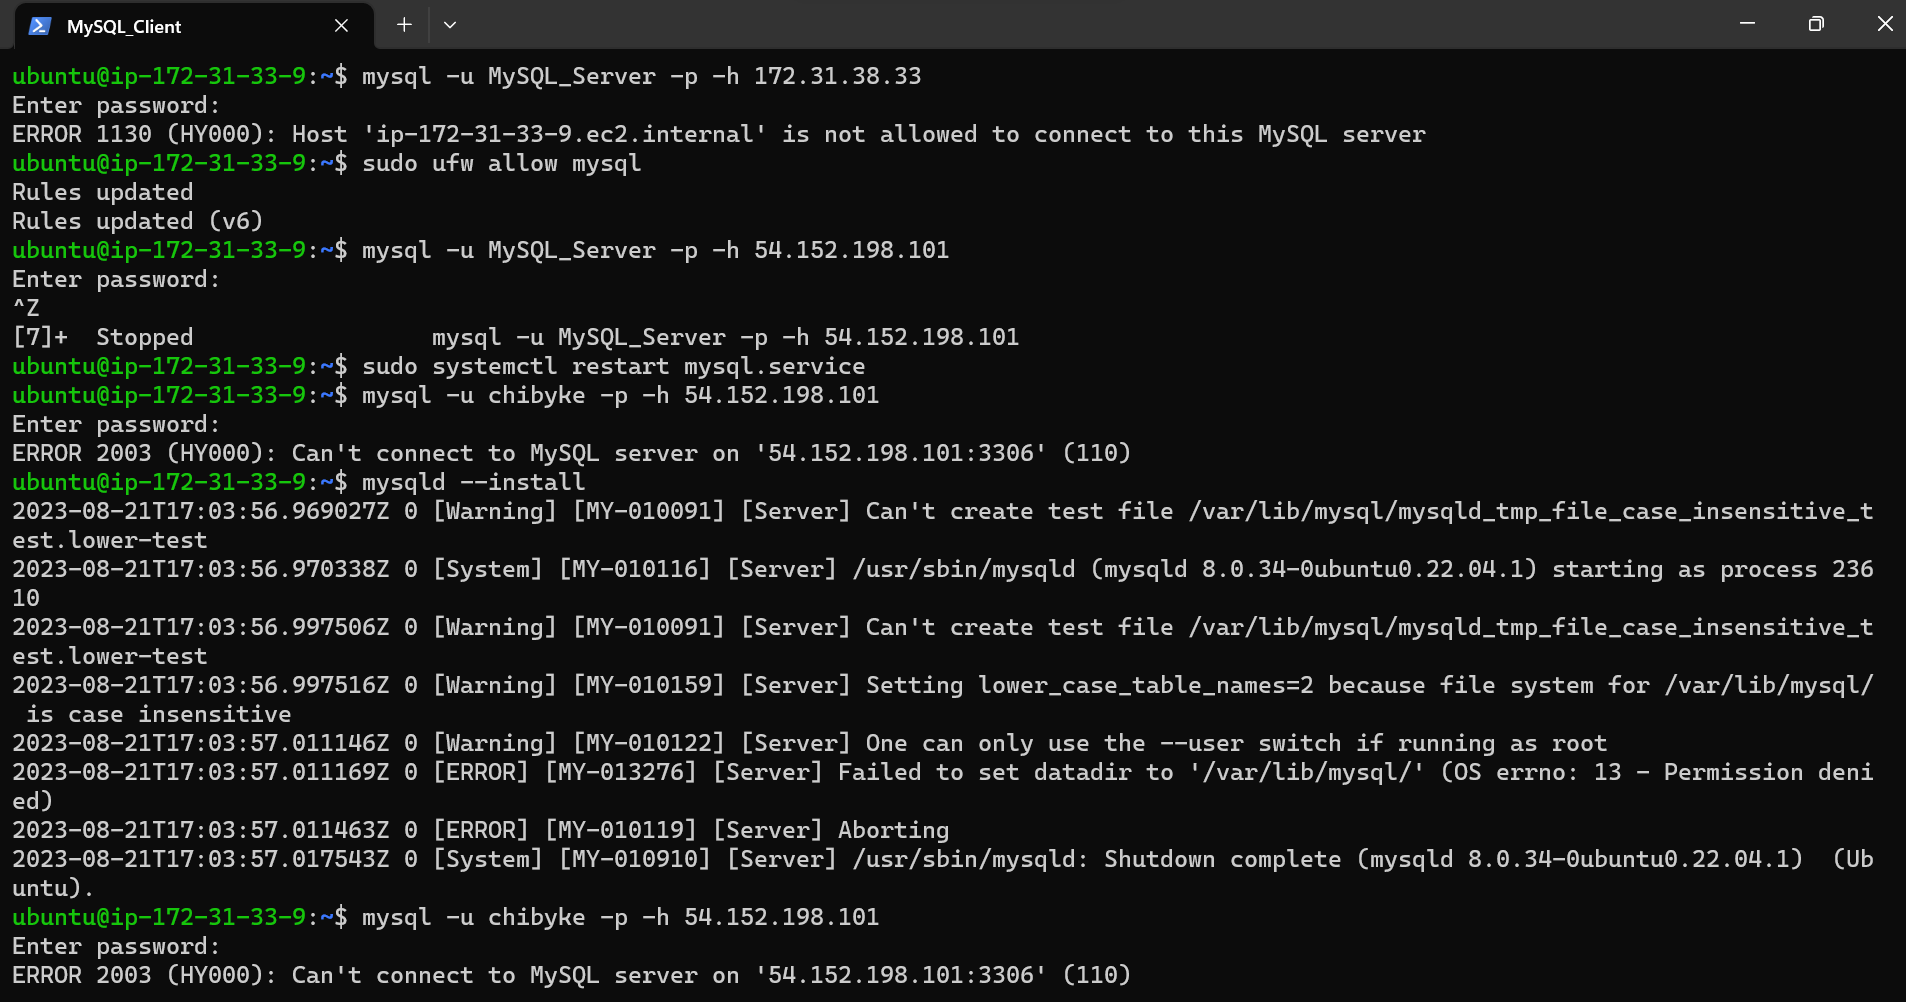 MySQL_Client
ubuntu@ip-172-31-33-9:~$ mysql -u MySQL_Server -p -h 172.31.38.33
Enter password:
ERROR 1130 (HY000): Host 'ip-172-31-33-9.ec2.internal' is not allowed to connect to this MySQL server
ubuntu@ip-172-31-33-9:~$ sudo ufw allow mysql
Rules updated
Rules updated (v6)
ubuntu@ip-172-31-33-9:~$ mysql -u MySQL_Server -p -h 54.152.198.101
Enter password:
^Z
[7]+  Stopped                 mysql -u MySQL_Server -p -h 54.152.198.101
ubuntu@ip-172-31-33-9:~$ sudo systemctl restart mysql.service
ubuntu@ip-172-31-33-9:~$ mysql -u chibyke -p -h 54.152.198.101
Enter password:
ERROR 2003 (HY000): Can't connect to MySQL server on '54.152.198.101:3306' (110)
ubuntu@ip-172-31-33-9:~$ mysqld --install
2023-08-21T17:03:56.969027Z 0 [Warning] [MY-010091] [Server] Can't create test file /var/lib/mysql/mysqld_tmp_file_case_insensitive_t
est.lower-test
2023-08-21T17:03:56.970338Z 0 [System] [MY-010116] [Server] /usr/sbin/mysqld (mysqld 8.0.34-0ubuntu0.22.04.1) starting as process 236
10
2023-08-21T17:03:56.997506Z 0 [Warning] [MY-010091] [Server] Can't create test file /var/lib/mysql/mysqld_tmp_file_case_insensitive_t
est.lower-test
2023-08-21T17:03:56.997516Z 0 [Warning] [MY-010159] [Server] Setting lower_case_table_names=2 because file system for /var/lib/mysql/
 is case insensitive
2023-08-21T17:03:57.011146Z 0 [Warning] [MY-010122] [Server] One can only use the --user switch if running as root
2023-08-21T17:03:57.011169Z 0 [ERROR] [MY-013276] [Server] Failed to set datadir to '/var/lib/mysql/' (OS errno: 13 - Permission deni
ed)
2023-08-21T17:03:57.011463Z 0 [ERROR] [MY-010119] [Server] Aborting
2023-08-21T17:03:57.017543Z 0 [System] [MY-010910] [Server] /usr/sbin/mysqld: Shutdown complete (mysqld 8.0.34-0ubuntu0.22.04.1)  (Ub
untu).
ubuntu@ip-172-31-33-9:~$ mysql -u chibyke -p -h 54.152.198.101
Enter password:
ERROR 2003 (HY000): Can't connect to MySQL server on '54.152.198.101:3306' (110)